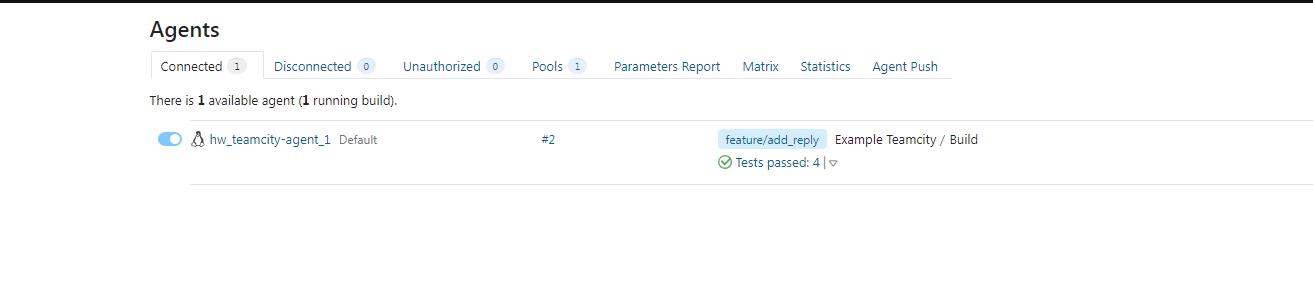 Agents
Connected 1 Disconnected 0 Unauthorized 0 Pools 1 Parameters Report Matrix Statistics Agent Push
There is 1 available agent (1 running build).
hw_teamcity-agent_1 Default #2 feature/add_reply Example Teamcity / Build
Tests passed: 4 |